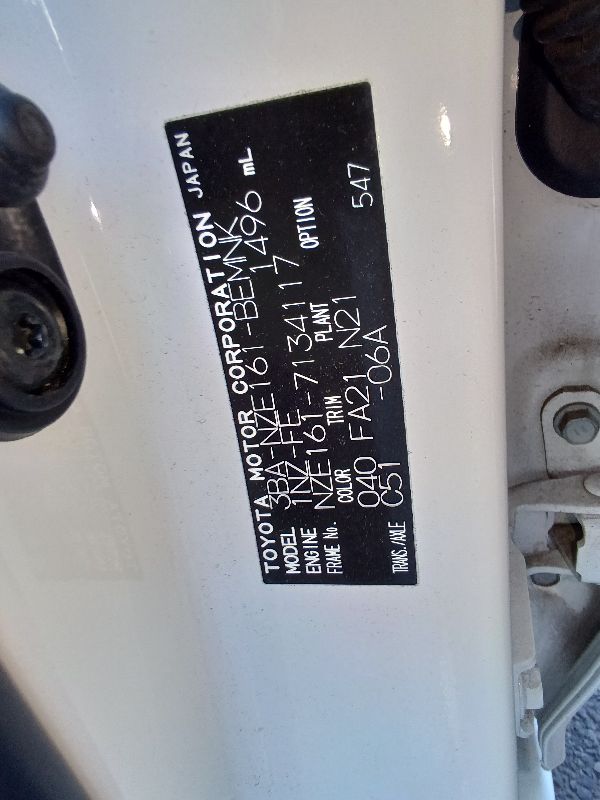 TOYOTA MOTOR CORPORATION JAPAN
MODEL 3BA-NZE161-BEMNK
ENGINE 1NZ-FE 1496 mL
FRAME No. NZE161-7134117
COLOR TRIM PLANT OPTION
040 FA21 N21 547
TRANS./AXLE C51 -06A